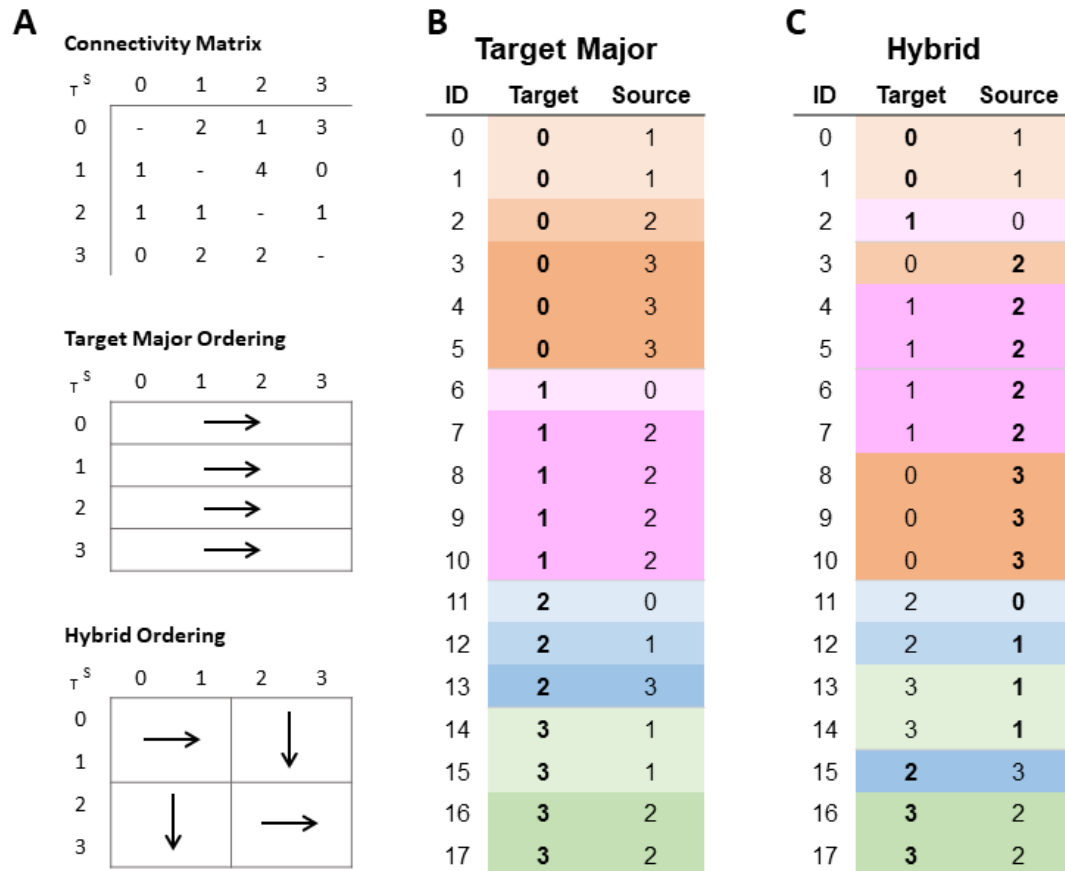 A
Connectivity Matrix
T S 0 1 2 3
0 - 2 1 3
1 1 - 4 0
2 1 1 - 1
3 0 2 2 -
Target Major Ordering
T S 0 1 2 3
0
1
2
3
Hybrid Ordering
T S 0 1 2 3
0
1
2
3
B
Target Major
ID Target Source
0 0 1
1 0 1
2 0 2
3 0 3
4 0 3
5 0 3
6 1 0
7 1 2
8 1 2
9 1 2
10 1 2
11 2 0
12 2 1
13 2 3
14 3 1
15 3 1
16 3 2
17 3 2
C
Hybrid
ID Target Source
0 0 1
1 0 1
2 1 0
3 0 2
4 1 2
5 1 2
6 1 2
7 1 2
8 0 3
9 0 3
10 0 3
11 2 0
12 2 1
13 3 1
14 3 1
15 2 3
16 3 2
17 3 2